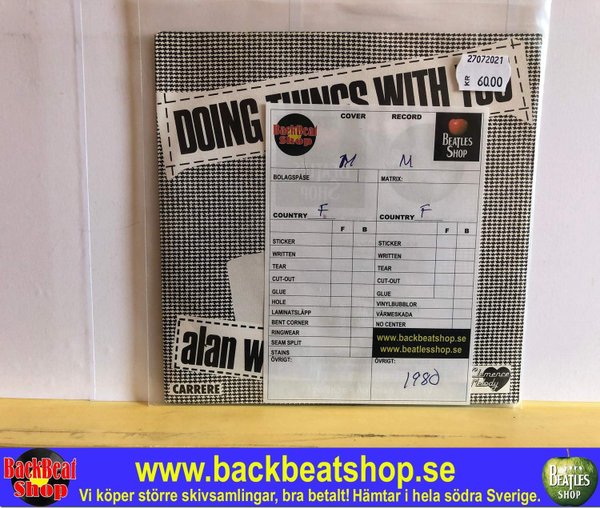 27072021
KR 60.00
DOING THINGS WITH YOU
BackBeat Shop
COVER
RECORD
BEATLES SHOP
M
M
BOLAGSPÅSE
MATRIX:
COUNTRY F
COUNTRY F
F B
F B
STICKER
STICKER
WRITTEN
WRITTEN
TEAR
TEAR
CUT-OUT
CUT-OUT
GLUE
GLUE
HOLE
VINYLBUBBLOR
LAMINATSLÄPP
VÄRMESKADA
BENT CORNER
NO CENTER
RINGWEAR
www.backbeatshop.se
SEAM SPLIT
www.beatlesshop.se
STAINS
ÖVRIGT:
ÖVRIGT:
1980
alan w
CARRERE
BackBeat Shop
www.backbeatshop.se
Vi köper större skivsamlingar, bra betalt! Hämtar i hela södra Sverige.
BEATLES SHOP